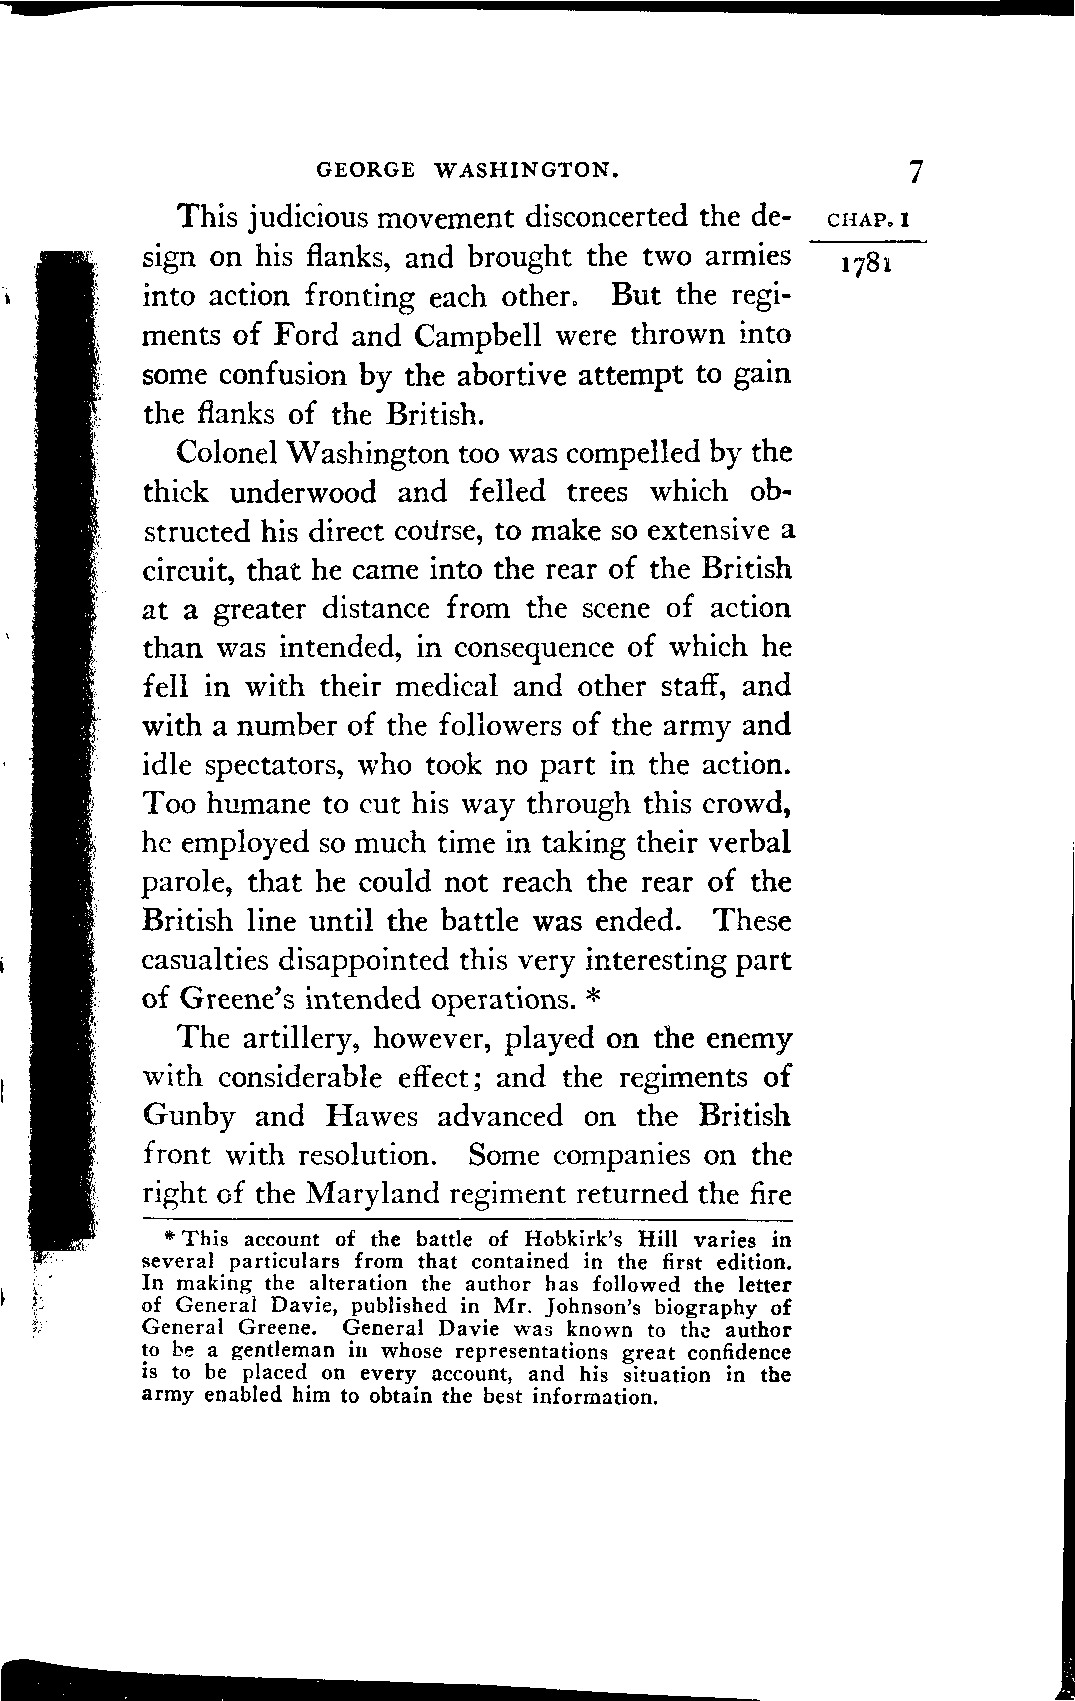 GEORGE WASHINGTON. 7
This judicious movement disconcerted the de- CHAP. I
sign on his flanks, and brought the two armies 1781
into action fronting each other. But the regi-
ments of Ford and Campbell were thrown into
some confusion by the abortive attempt to gain
the flanks of the British.
Colonel Washington too was compelled by the
thick underwood and felled trees which ob-
structed his direct course, to make so extensive a
circuit, that he came into the rear of the British
at a greater distance from the scene of action
than was intended, in consequence of which he
fell in with their medical and other staff, and
with a number of the followers of the army and
idle spectators, who took no part in the action.
Too humane to cut his way through this crowd,
he employed so much time in taking their verbal
parole, that he could not reach the rear of the
British line until the battle was ended. These
casualties disappointed this very interesting part
of Greene's intended operations. *
The artillery, however, played on the enemy
with considerable effect; and the regiments of
Gunby and Hawes advanced on the British
front with resolution. Some companies on the
right of the Maryland regiment returned the fire
* This account of the battle of Hobkirk's Hill varies in
several particulars from that contained in the first edition.
In making the alteration the author has followed the letter
of General Davie, published in Mr. Johnson's biography of
General Greene. General Davie was known to the author
to be a gentleman in whose representations great confidence
is to be placed on every account, and his situation in the
army enabled him to obtain the best information.